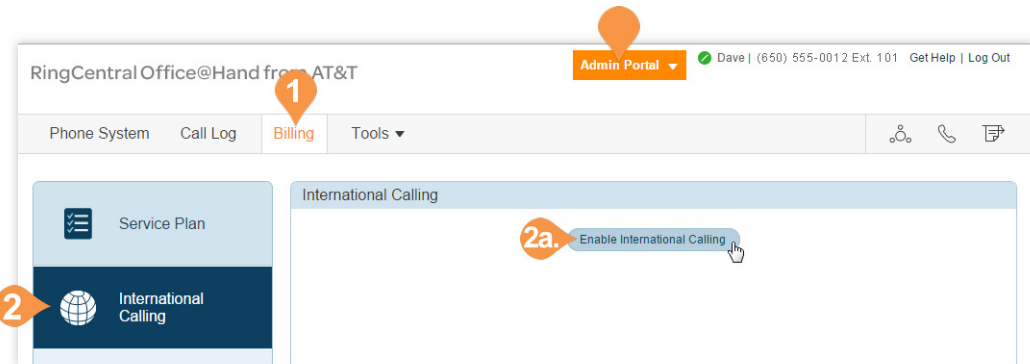 Admin Portal
Dave | (650) 555-0012 Ext. 101 Get Help | Log Out
RingCentral Office@Hand from AT&T
1
Phone System Call Log Billing Tools
International Calling
Service Plan
2a. Enable International Calling
2 International
Calling